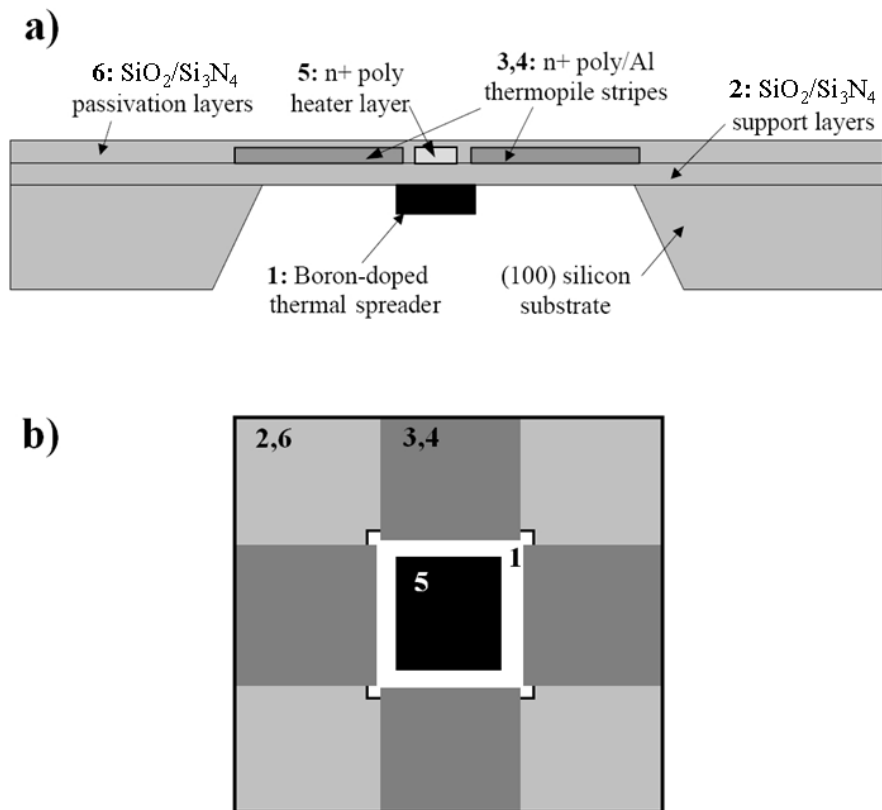 a)
6: SiO₂/Si₃N₄
passivation layers
5: n+ poly
heater layer
3,4: n+ poly/Al
thermopile stripes
2: SiO₂/Si₃N₄
support layers
1: Boron-doped
thermal spreader
(100) silicon
substrate
b)
2,6
3,4
1
5